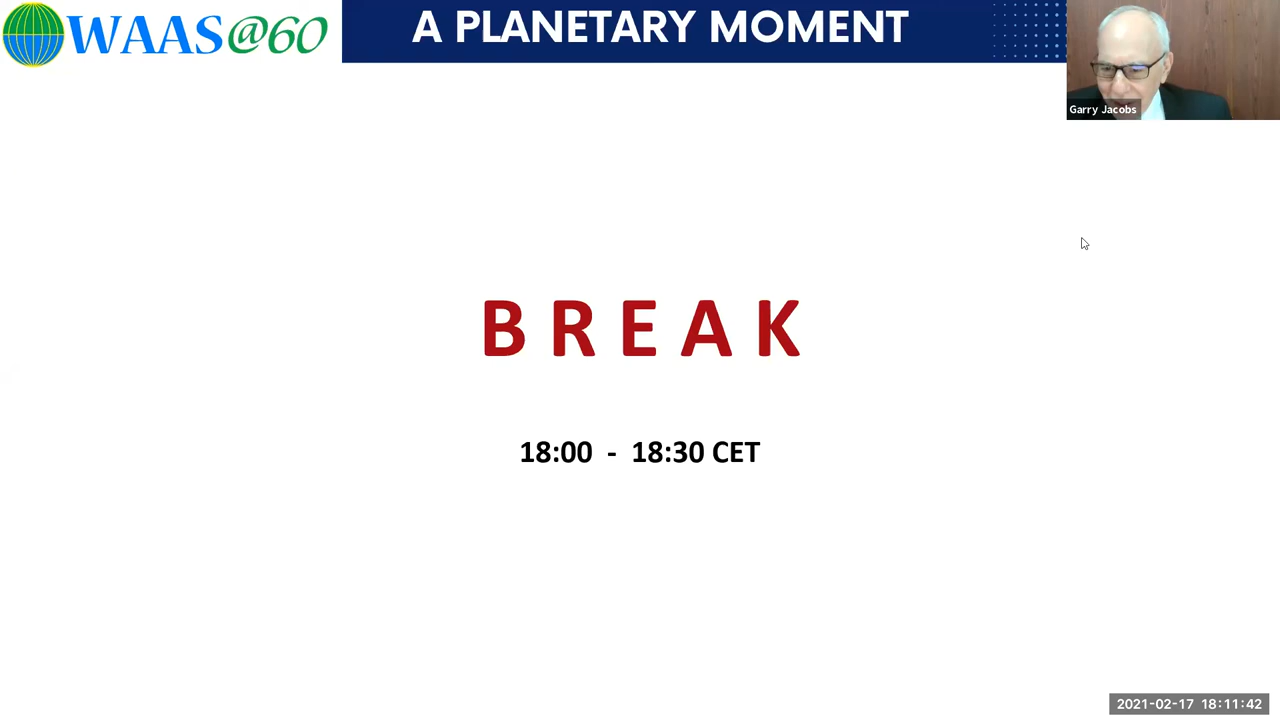 WAAS@60
A PLANETARY MOMENT
Garry Jacobs
B R E A K
18:00 - 18:30 CET
2021-02-17 18:11:42